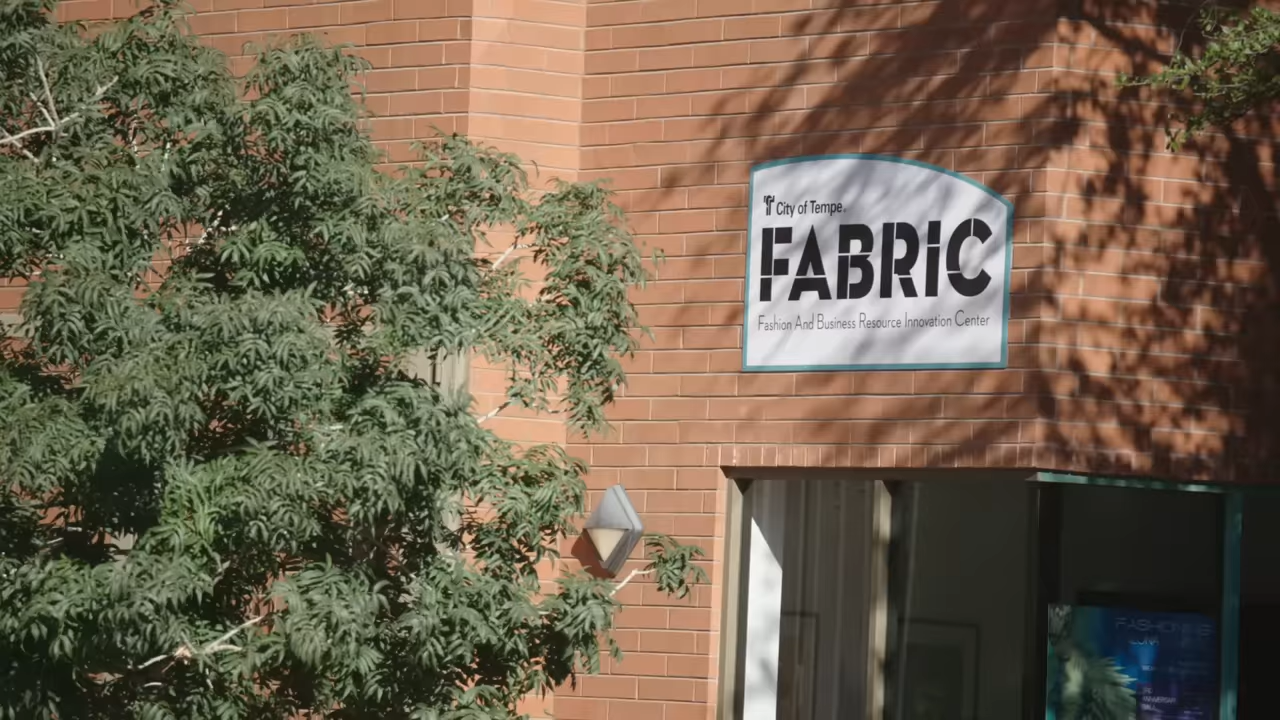 City of Tempe.
FABRIC
Fashion And Business Resource Innovation Center